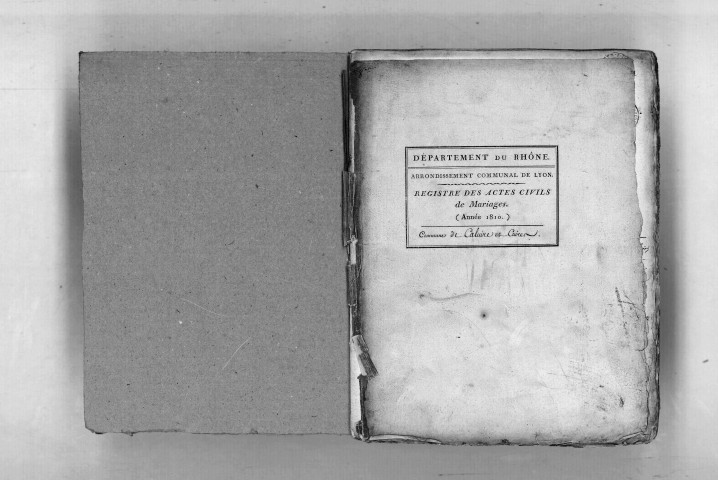 DÉPARTEMENT DU RHÔNE.
ARRONDISSEMENT COMMUNAL DE LYON.
REGISTRE DES ACTES CIVILS
de Mariages.
(Année 1810.)
Commune de Caluire et Cuire.